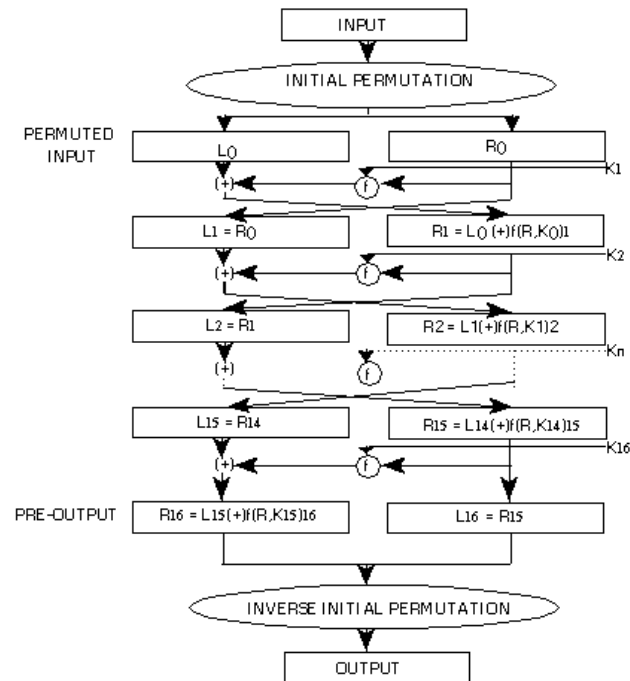 INPUT
INITIAL PERMUTATION
PERMUTED
INPUT
L0
R0
K1
(+)
f
L1 = R0
R1 = L0 (+)f(R,K0)1
K2
(+)
f
L2 = R1
R2 = L1(+)f(R,K1)2
Kn
(+)
f
L15 = R14
R15 = L14(+)f(R,K14)15
K16
(+)
f
PRE-OUTPUT
R16 = L15(+)f(R,K15)16
L16 = R15
INVERSE INITIAL PERMUTATION
OUTPUT